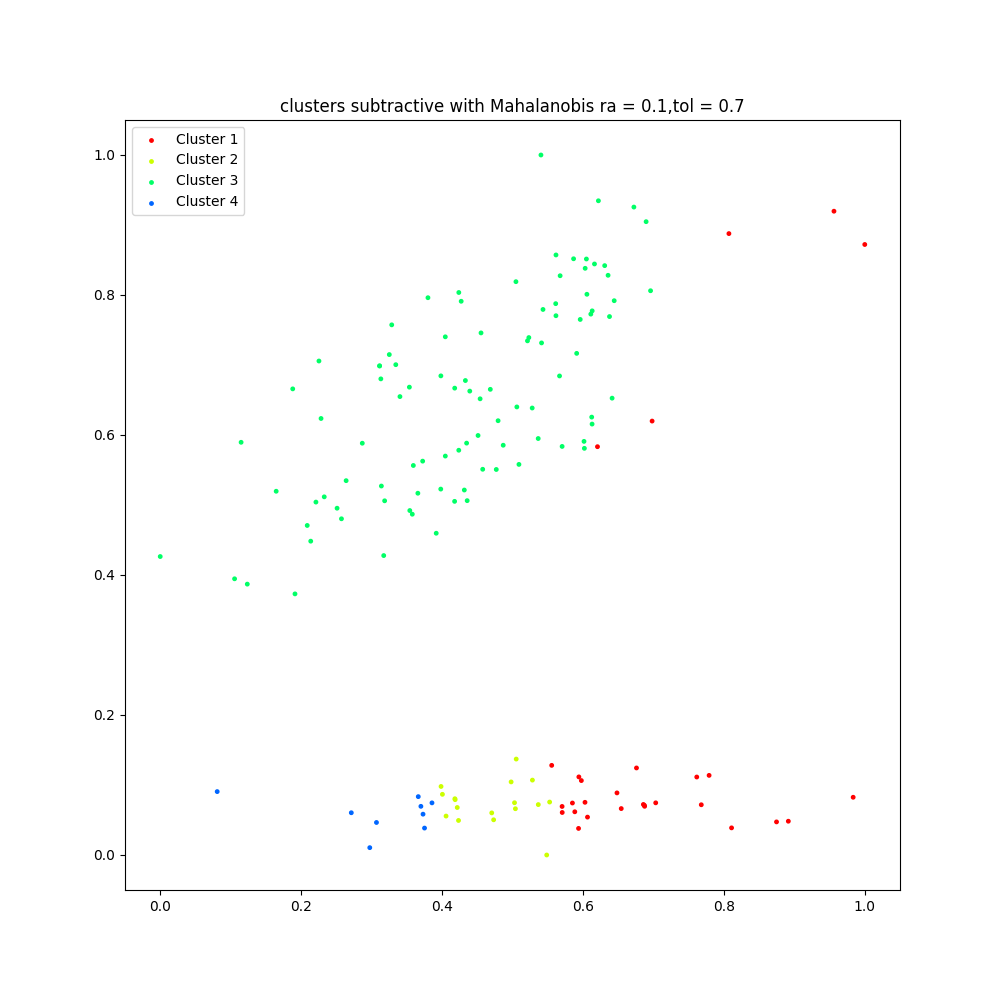 clusters subtractive with Mahalanobis ra = 0.1,tol = 0.7
Cluster 1
Cluster 2
Cluster 3
Cluster 4
1.0
0.8
0.6
0.4
0.2
0.0
0.0 0.2 0.4 0.6 0.8 1.0